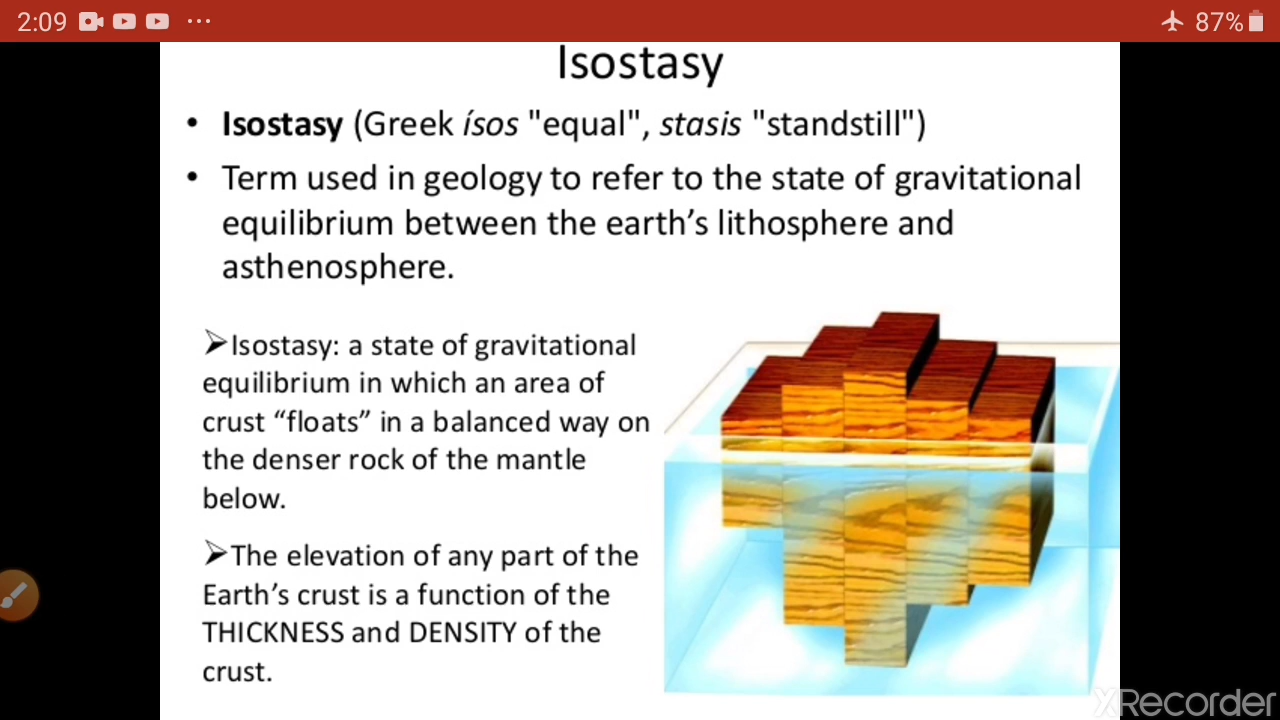 2:09
87%
Isostasy
• Isostasy (Greek ísos "equal", stasis "standstill")
• Term used in geology to refer to the state of gravitational
equilibrium between the earth’s lithosphere and
asthenosphere.
➢Isostasy: a state of gravitational
equilibrium in which an area of
crust “floats” in a balanced way on
the denser rock of the mantle
below.
➢The elevation of any part of the
Earth’s crust is a function of the
THICKNESS and DENSITY of the
crust.
XRecorder